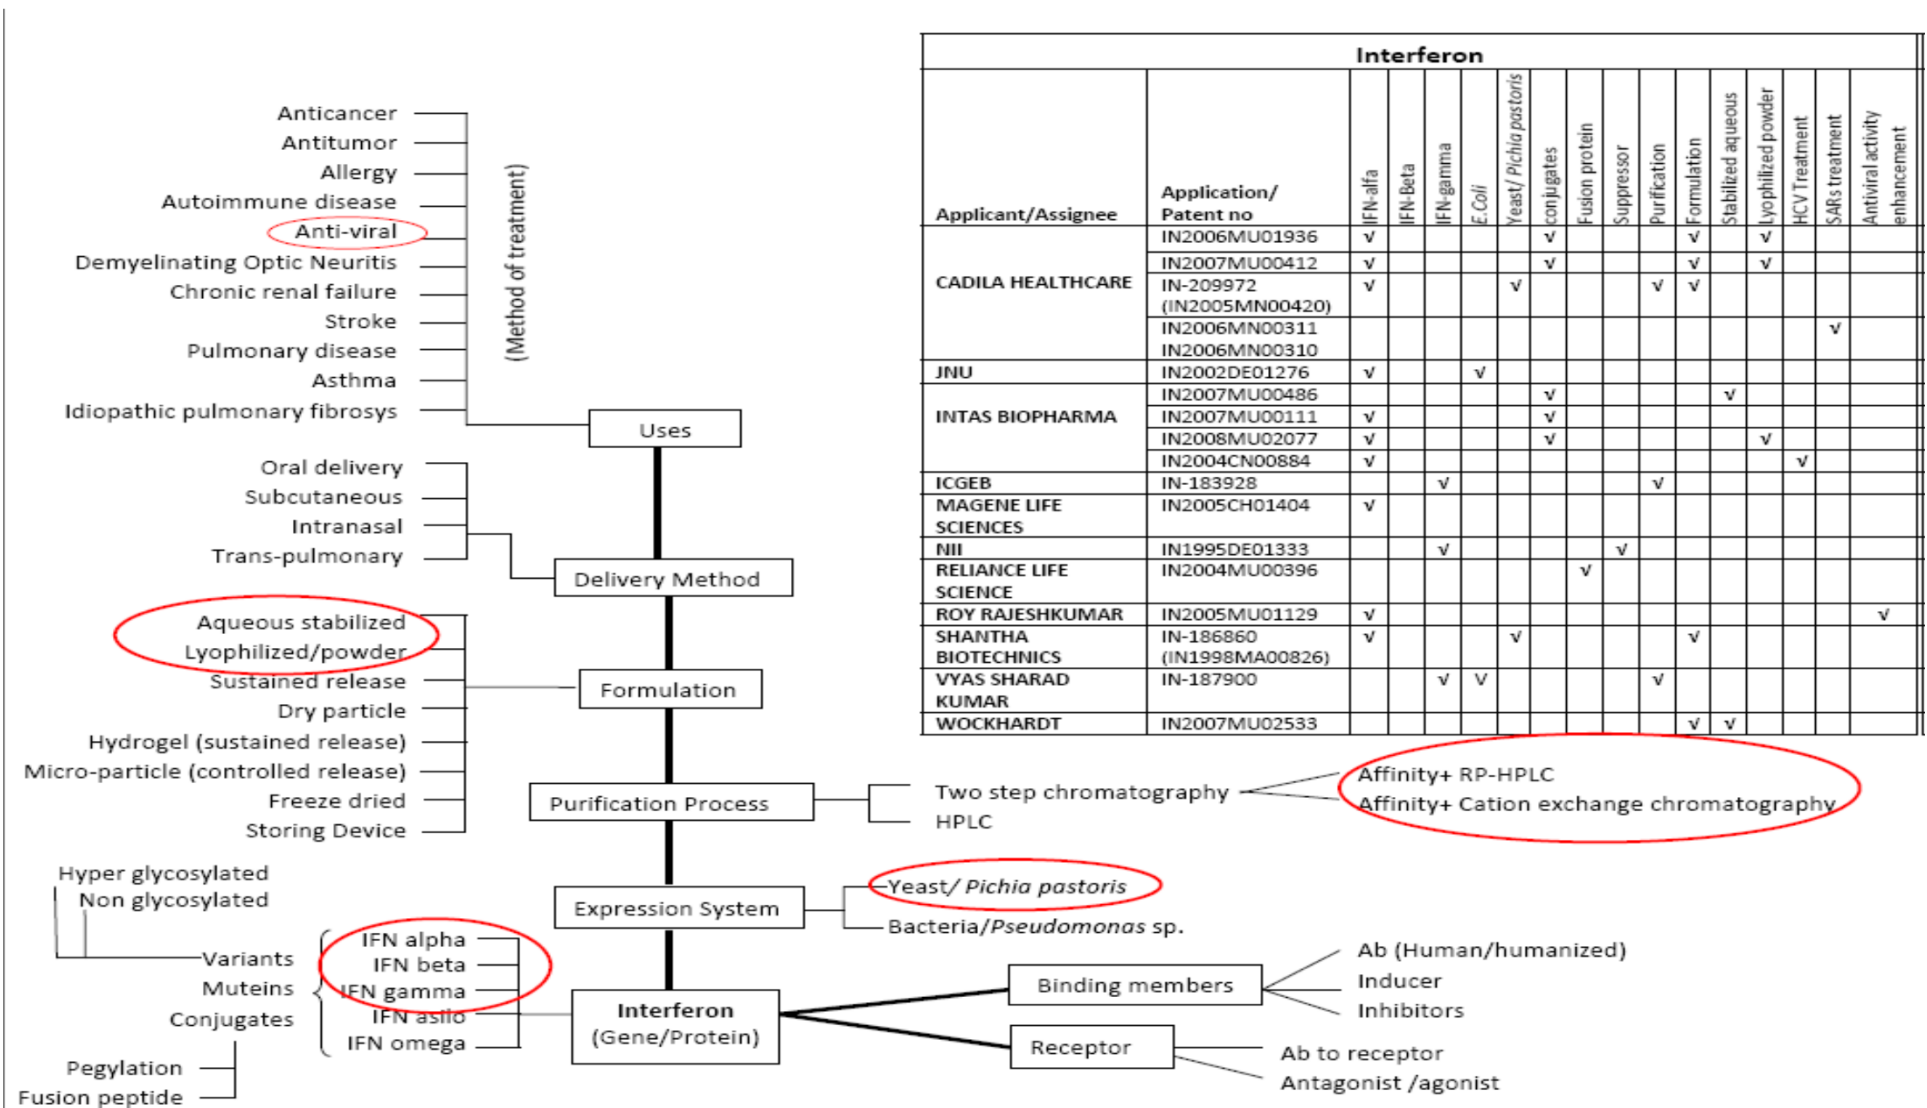 Anticancer
Antitumor
Allergy
Autoimmune disease
Anti-viral
Demyelinating Optic Neuritis
Chronic renal failure
Stroke
Pulmonary disease
Asthma
Idiopathic pulmonary fibrosys
(Method of treatment)
Uses
Oral delivery
Subcutaneous
Intranasal
Trans-pulmonary
Delivery Method
Aqueous stabilized
Lyophilized/powder
Sustained release
Dry particle
Hydrogel (sustained release)
Micro-particle (controlled release)
Freeze dried
Storing Device
Formulation
Purification Process
Two step chromatography
HPLC
Affinity+ RP-HPLC
Affinity+ Cation exchange chromatography
Expression System
Yeast/ Pichia pastoris
Bacteria/Pseudomonas sp.
Hyper glycosylated
Non glycosylated
Variants
Muteins
Conjugates
Pegylation
Fusion peptide
IFN alpha
IFN beta
IFN gamma
IFN asilo
IFN omega
Interferon
(Gene/Protein)
Binding members
Ab (Human/humanized)
Inducer
Inhibitors
Receptor
Ab to receptor
Antagonist /agonist
Interferon
Applicant/Assignee
Application/
Patent no
IFN-alfa
IFN-Beta
IFN-gamma
E.Coli
Yeast/ Pichia pastoris
conjugates
Fusion protein
Suppressor
Purification
Formulation
Stabilized aqueous
Lyophilized powder
HCV Treatment
SARs treatment
Antiviral activity
enhancement
CADILA HEALTHCARE
IN2006MU01936 √ √ √ √
IN2007MU00412 √ √ √ √
IN-209972 √ √ √ √
(IN2005MN00420)
IN2006MN00311 √
IN2006MN00310
JNU IN2002DE01276 √ √
INTAS BIOPHARMA
IN2007MU00486 √ √
IN2007MU00111 √ √
IN2008MU02077 √ √ √
IN2004CN00884 √ √
ICGEB IN-183928 √ √
MAGENE LIFE IN2005CH01404 √
SCIENCES
NII IN1995DE01333 √ √
RELIANCE LIFE IN2004MU00396 √
SCIENCE
ROY RAJESHKUMAR IN2005MU01129 √ √
SHANTHA IN-186860 √ √ √
BIOTECHNICS (IN1998MA00826)
VYAS SHARAD IN-187900 √ V √
KUMAR
WOCKHARDT IN2007MU02533 √ √